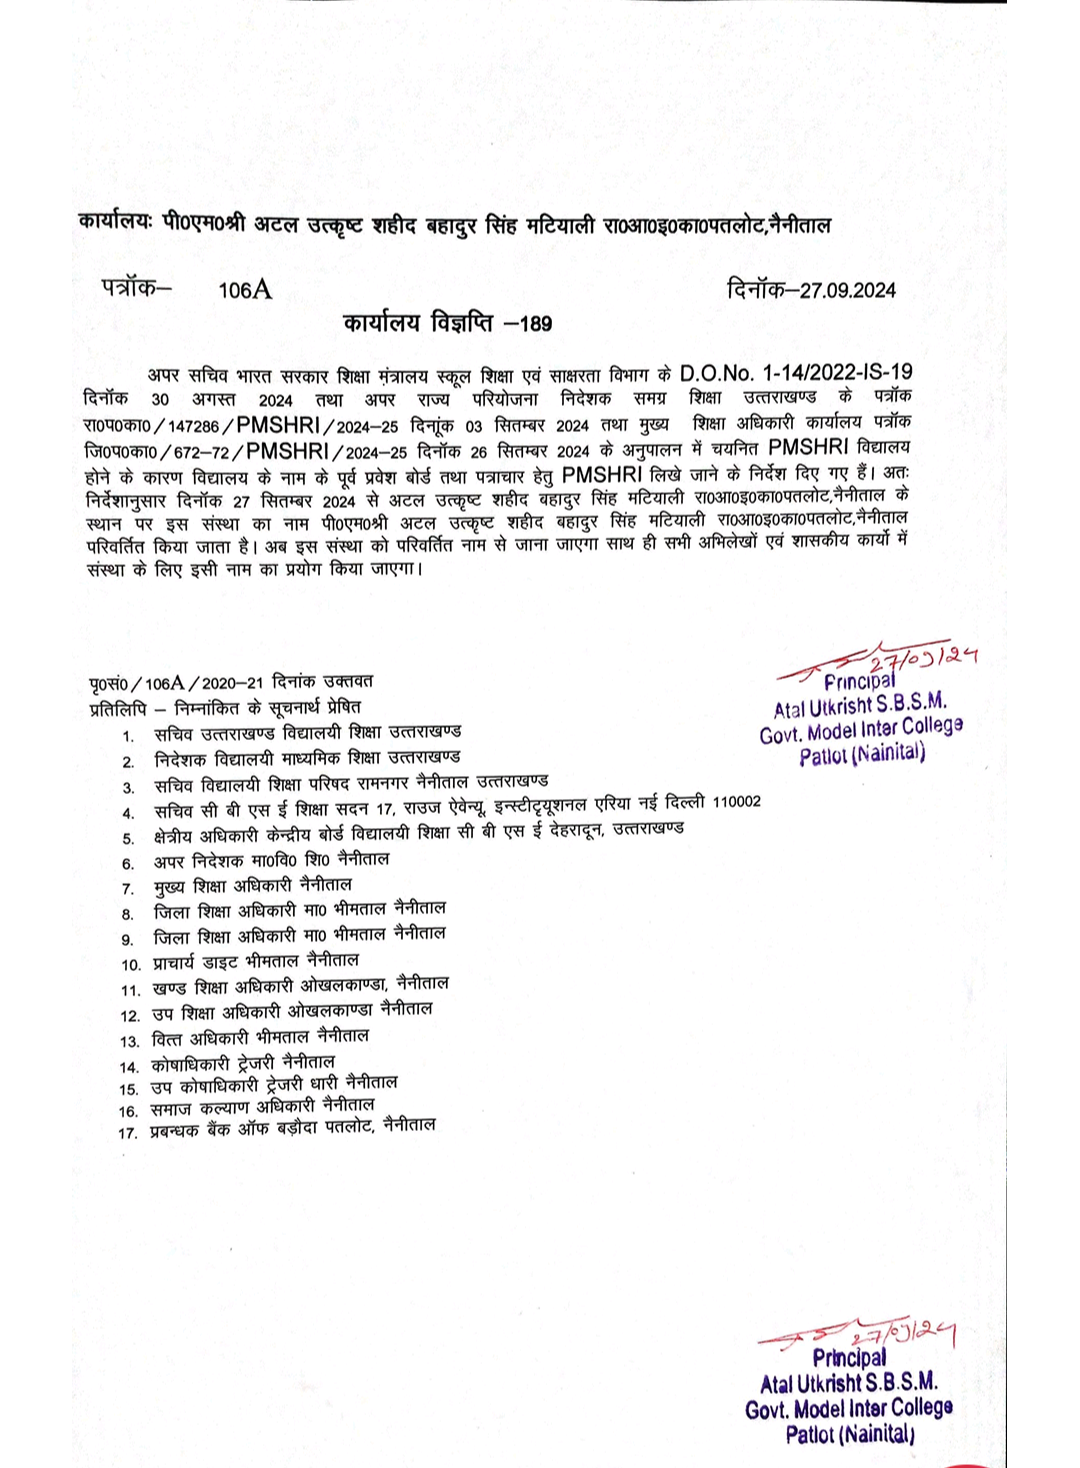 कार्यालयः पी0एम0श्री अटल उत्कृष्ट शहीद बहादुर सिंह मटियाली रा0आ0इ0का0पतलोट,नैनीताल
पत्रॉक– 106A दिनॉक–27.09.2024
कार्यालय विज्ञप्ति –189
अपर सचिव भारत सरकार शिक्षा मंत्रालय स्कूल शिक्षा एवं साक्षरता विभाग के D.O.No. 1-14/2022-IS-19
दिनॉक 30 अगस्त 2024 तथा अपर राज्य परियोजना निदेशक समग्र शिक्षा उत्तराखण्ड के पत्रॉक
रा0प0का0/147286/PMSHRI/2024–25 दिनूंक 03 सितम्बर 2024 तथा मुख्य शिक्षा अधिकारी कार्यालय पत्रॉक
जि0प0का0/672–72/PMSHRI/2024–25 दिनॉक 26 सितम्बर 2024 के अनुपालन में चयनित PMSHRI विद्यालय
होने के कारण विद्यालय के नाम के पूर्व प्रवेश बोर्ड तथा पत्राचार हेतु PMSHRI लिखे जाने के निर्देश दिए गए हैं। अतः
निर्देशानुसार दिनॉक 27 सितम्बर 2024 से अटल उत्कृष्ट शहीद बहादुर सिंह मटियाली रा0आ0इ0का0पतलोट,नैनीताल के
स्थान पर इस संस्था का नाम पी0एम0श्री अटल उत्कृष्ट शहीद बहादुर सिंह मटियाली रा0आ0इ0का0पतलोट,नैनीताल
परिवर्तित किया जाता है। अब इस संस्था को परिवर्तित नाम से जाना जाएगा साथ ही सभी अभिलेखों एवं शासकीय कार्यो में
संस्था के लिए इसी नाम का प्रयोग किया जाएगा।
27/09/24
Principal
Atal Utkrisht S.B.S.M.
Govt. Model Inter College
Patlot (Nainital)
पृ0सं0/106A/2020–21 दिनांक उक्तवत
प्रतिलिपि – निम्नांकित के सूचनार्थ प्रेषित
1. सचिव उत्तराखण्ड विद्यालयी शिक्षा उत्तराखण्ड
2. निदेशक विद्यालयी माध्यमिक शिक्षा उत्तराखण्ड
3. सचिव विद्यालयी शिक्षा परिषद रामनगर नैनीताल उत्तराखण्ड
4. सचिव सी बी एस ई शिक्षा सदन 17, राउज ऐवेन्यू, इन्स्टीट्यूशनल एरिया नई दिल्ली 110002
5. क्षेत्रीय अधिकारी केन्द्रीय बोर्ड विद्यालयी शिक्षा सी बी एस ई देहरादून, उत्तराखण्ड
6. अपर निदेशक मा0वि0 शि0 नैनीताल
7. मुख्य शिक्षा अधिकारी नैनीताल
8. जिला शिक्षा अधिकारी मा0 भीमताल नैनीताल
9. जिला शिक्षा अधिकारी मा0 भीमताल नैनीताल
10. प्राचार्य डाइट भीमताल नैनीताल
11. खण्ड शिक्षा अधिकारी ओखलकाण्डा, नैनीताल
12. उप शिक्षा अधिकारी ओखलकाण्डा नैनीताल
13. वित्त अधिकारी भीमताल नैनीताल
14. कोषाधिकारी ट्रेजरी नैनीताल
15. उप कोषाधिकारी ट्रेजरी धारी नैनीताल
16. समाज कल्याण अधिकारी नैनीताल
17. प्रबन्धक बैंक ऑफ बड़ौदा पतलोट, नैनीताल
27/09/24
Principal
Atal Utkrisht S.B.S.M.
Govt. Model Inter College
Patlot (Nainital)